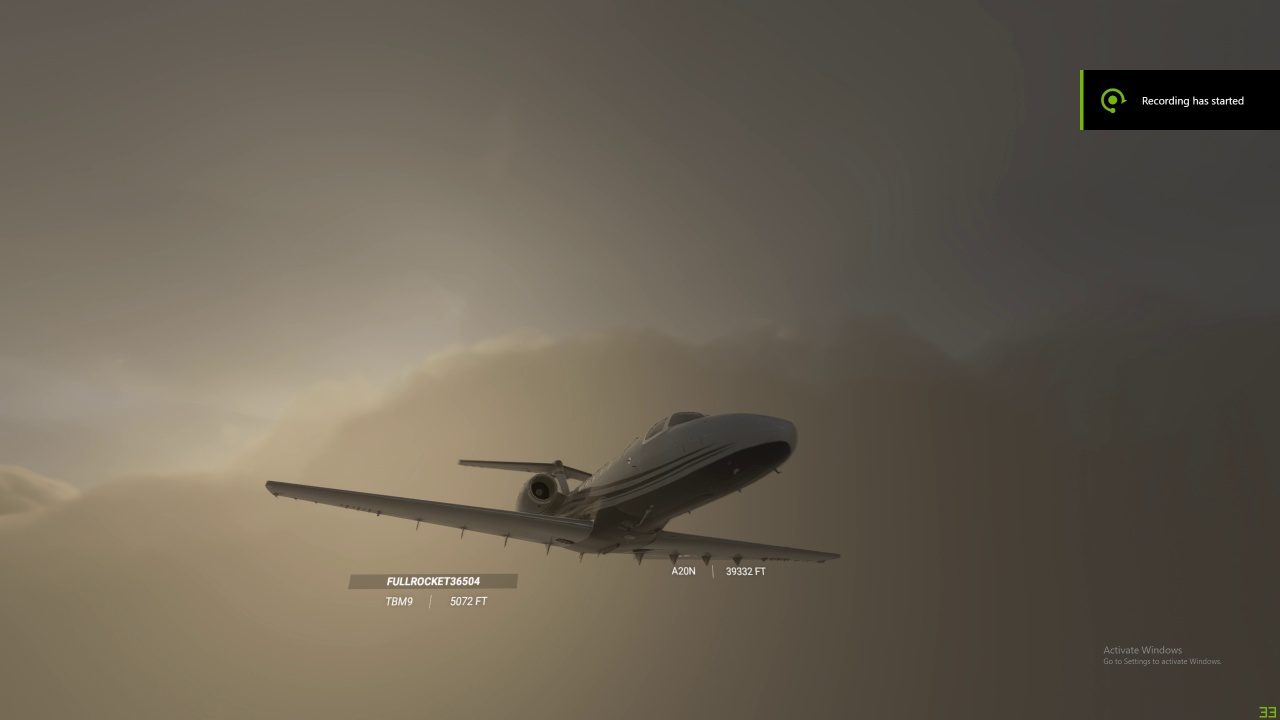 Recording has started
A20N | 39332 FT
FULLROCKET36504
TBM9 | 5072 FT
Activate Windows
Go to Settings to activate Windows.
33